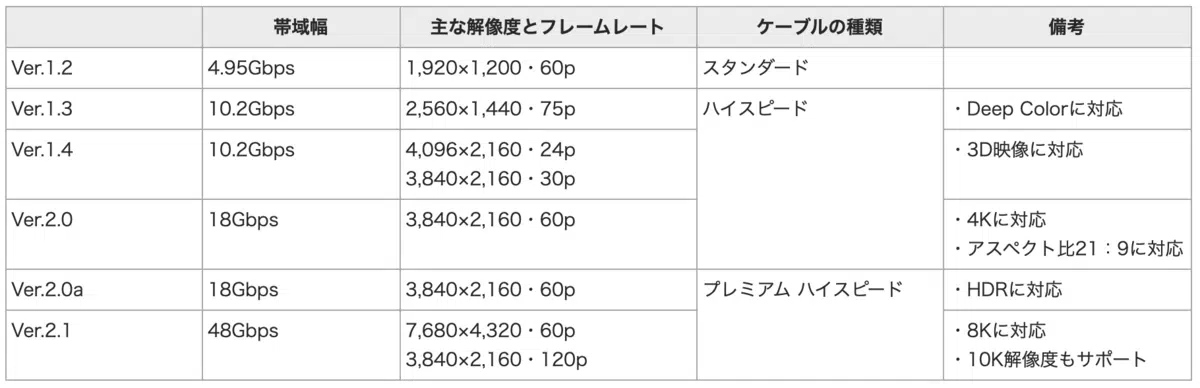 帯域幅 主な解像度とフレームレート ケーブルの種類 備考
Ver.1.2 4.95Gbps 1,920×1,200・60p スタンダード
Ver.1.3 10.2Gbps 2,560×1,440・75p ハイスピード ・Deep Colorに対応
Ver.1.4 10.2Gbps 4,096×2,160・24p ・3D映像に対応
3,840×2,160・30p
Ver.2.0 18Gbps 3,840×2,160・60p ・4Kに対応
・アスペクト比21：9に対応
Ver.2.0a 18Gbps 3,840×2,160・60p プレミアム ハイスピード ・HDRに対応
Ver.2.1 48Gbps 7,680×4,320・60p ・8Kに対応
3,840×2,160・120p ・10K解像度もサポート